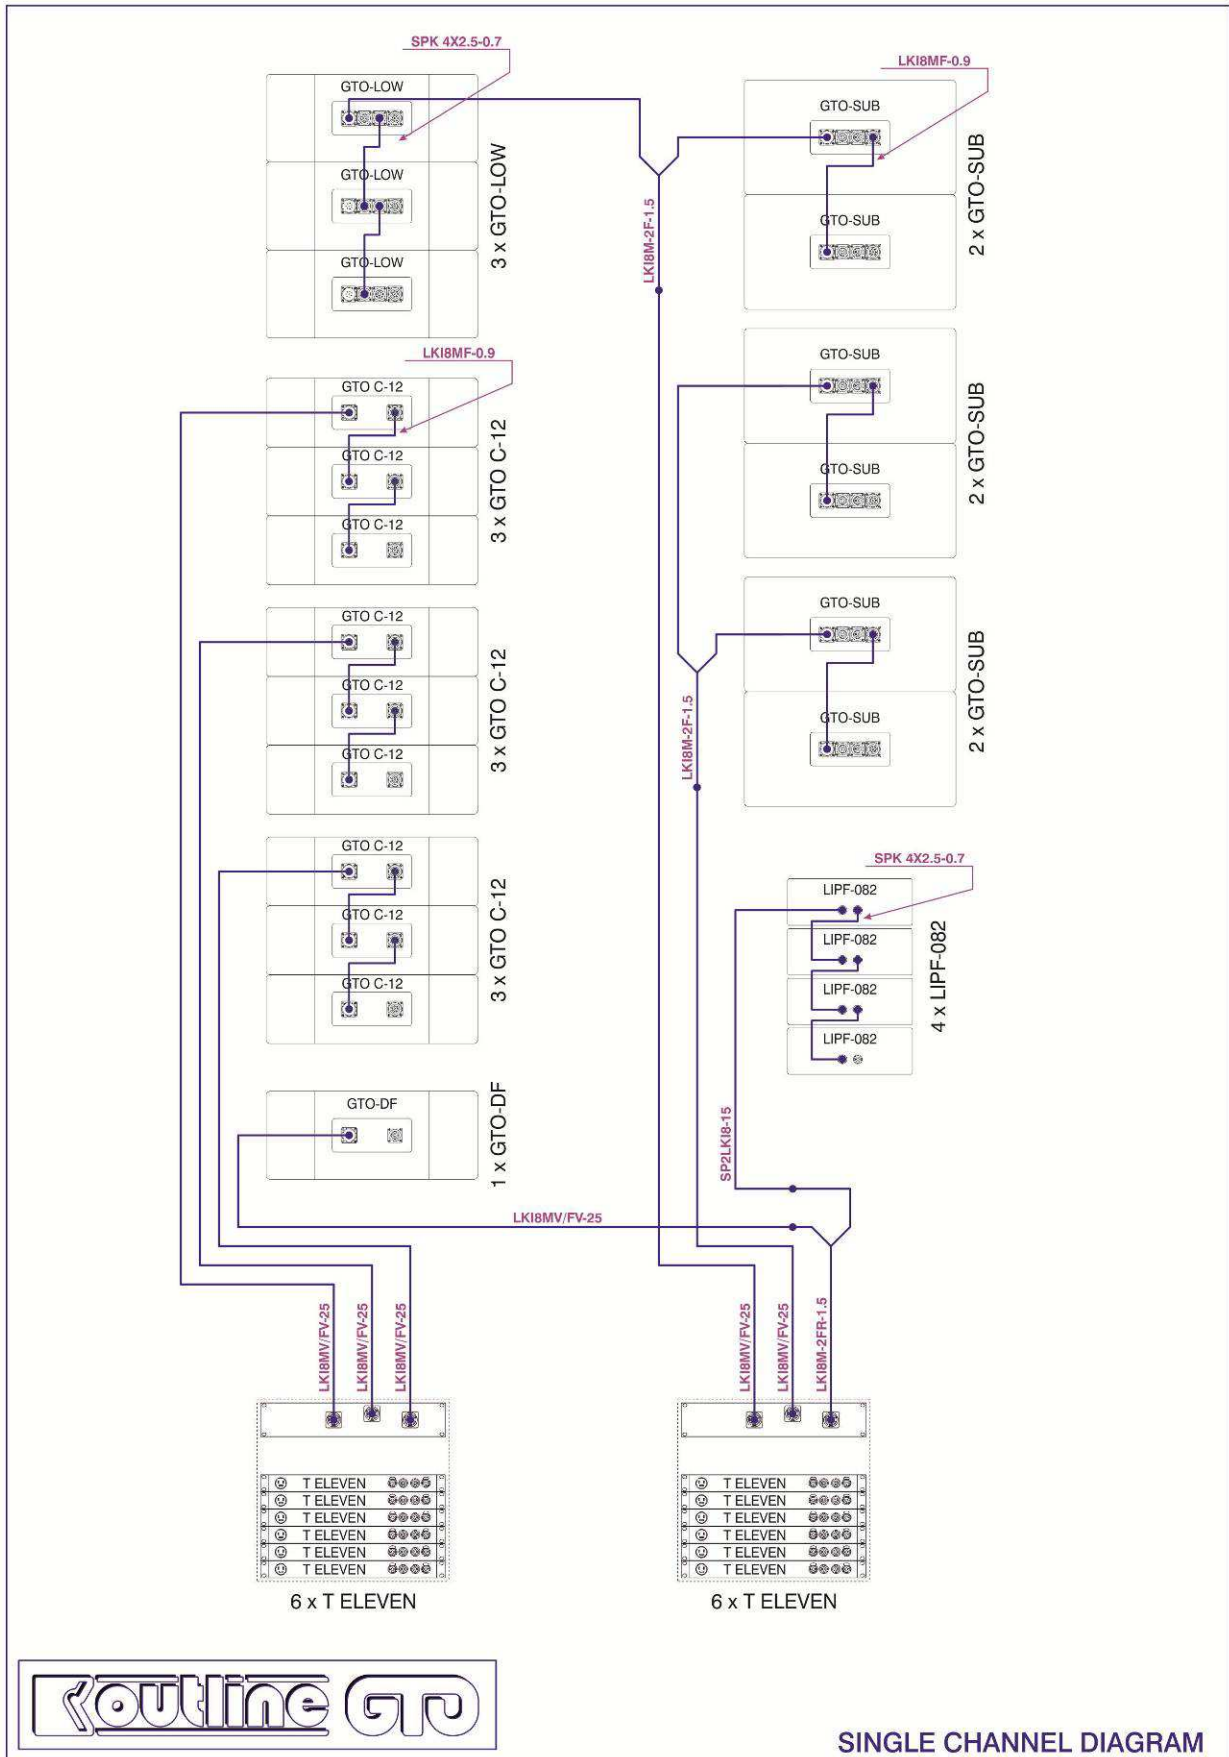 SPK 4X2.5-0.7
GTO-LOW
GTO-LOW
GTO-LOW
3 x GTO-LOW
LKI8MF-0.9
GTO C-12
GTO C-12
GTO C-12
3 x GTO C-12
GTO C-12
GTO C-12
GTO C-12
3 x GTO C-12
GTO C-12
GTO C-12
GTO C-12
3 x GTO C-12
GTO-DF
1 x GTO-DF
LKI8MV/FV-25
LKI8M-2F-1.5
LKI8MF-0.9
GTO-SUB
GTO-SUB
2 x GTO-SUB
GTO-SUB
GTO-SUB
2 x GTO-SUB
GTO-SUB
GTO-SUB
2 x GTO-SUB
LKI8M-2F-1.5
SPK 4X2.5-0.7
LIPF-082
LIPF-082
LIPF-082
LIPF-082
4 x LIPF-082
SP2LKI8-15
LKI8MV/FV-25
LKI8MV/FV-25
LKI8MV/FV-25
T ELEVEN
T ELEVEN
T ELEVEN
T ELEVEN
T ELEVEN
T ELEVEN
6 x T ELEVEN
LKI8MV/FV-25
LKI8MV/FV-25
LKI8M-2FR-1.5
T ELEVEN
T ELEVEN
T ELEVEN
T ELEVEN
T ELEVEN
T ELEVEN
6 x T ELEVEN
outline GTO
SINGLE CHANNEL DIAGRAM